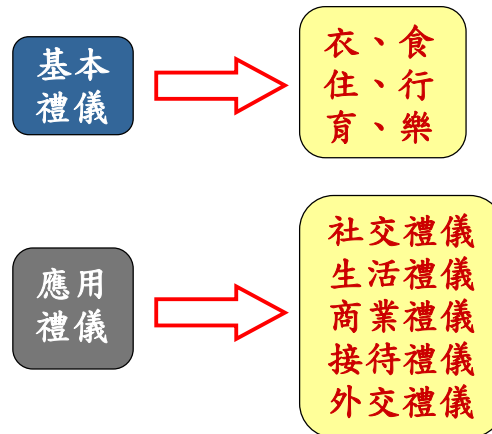 基本
禮儀
衣、食
住、行
育、樂
應用
禮儀
社交禮儀
生活禮儀
商業禮儀
接待禮儀
外交禮儀